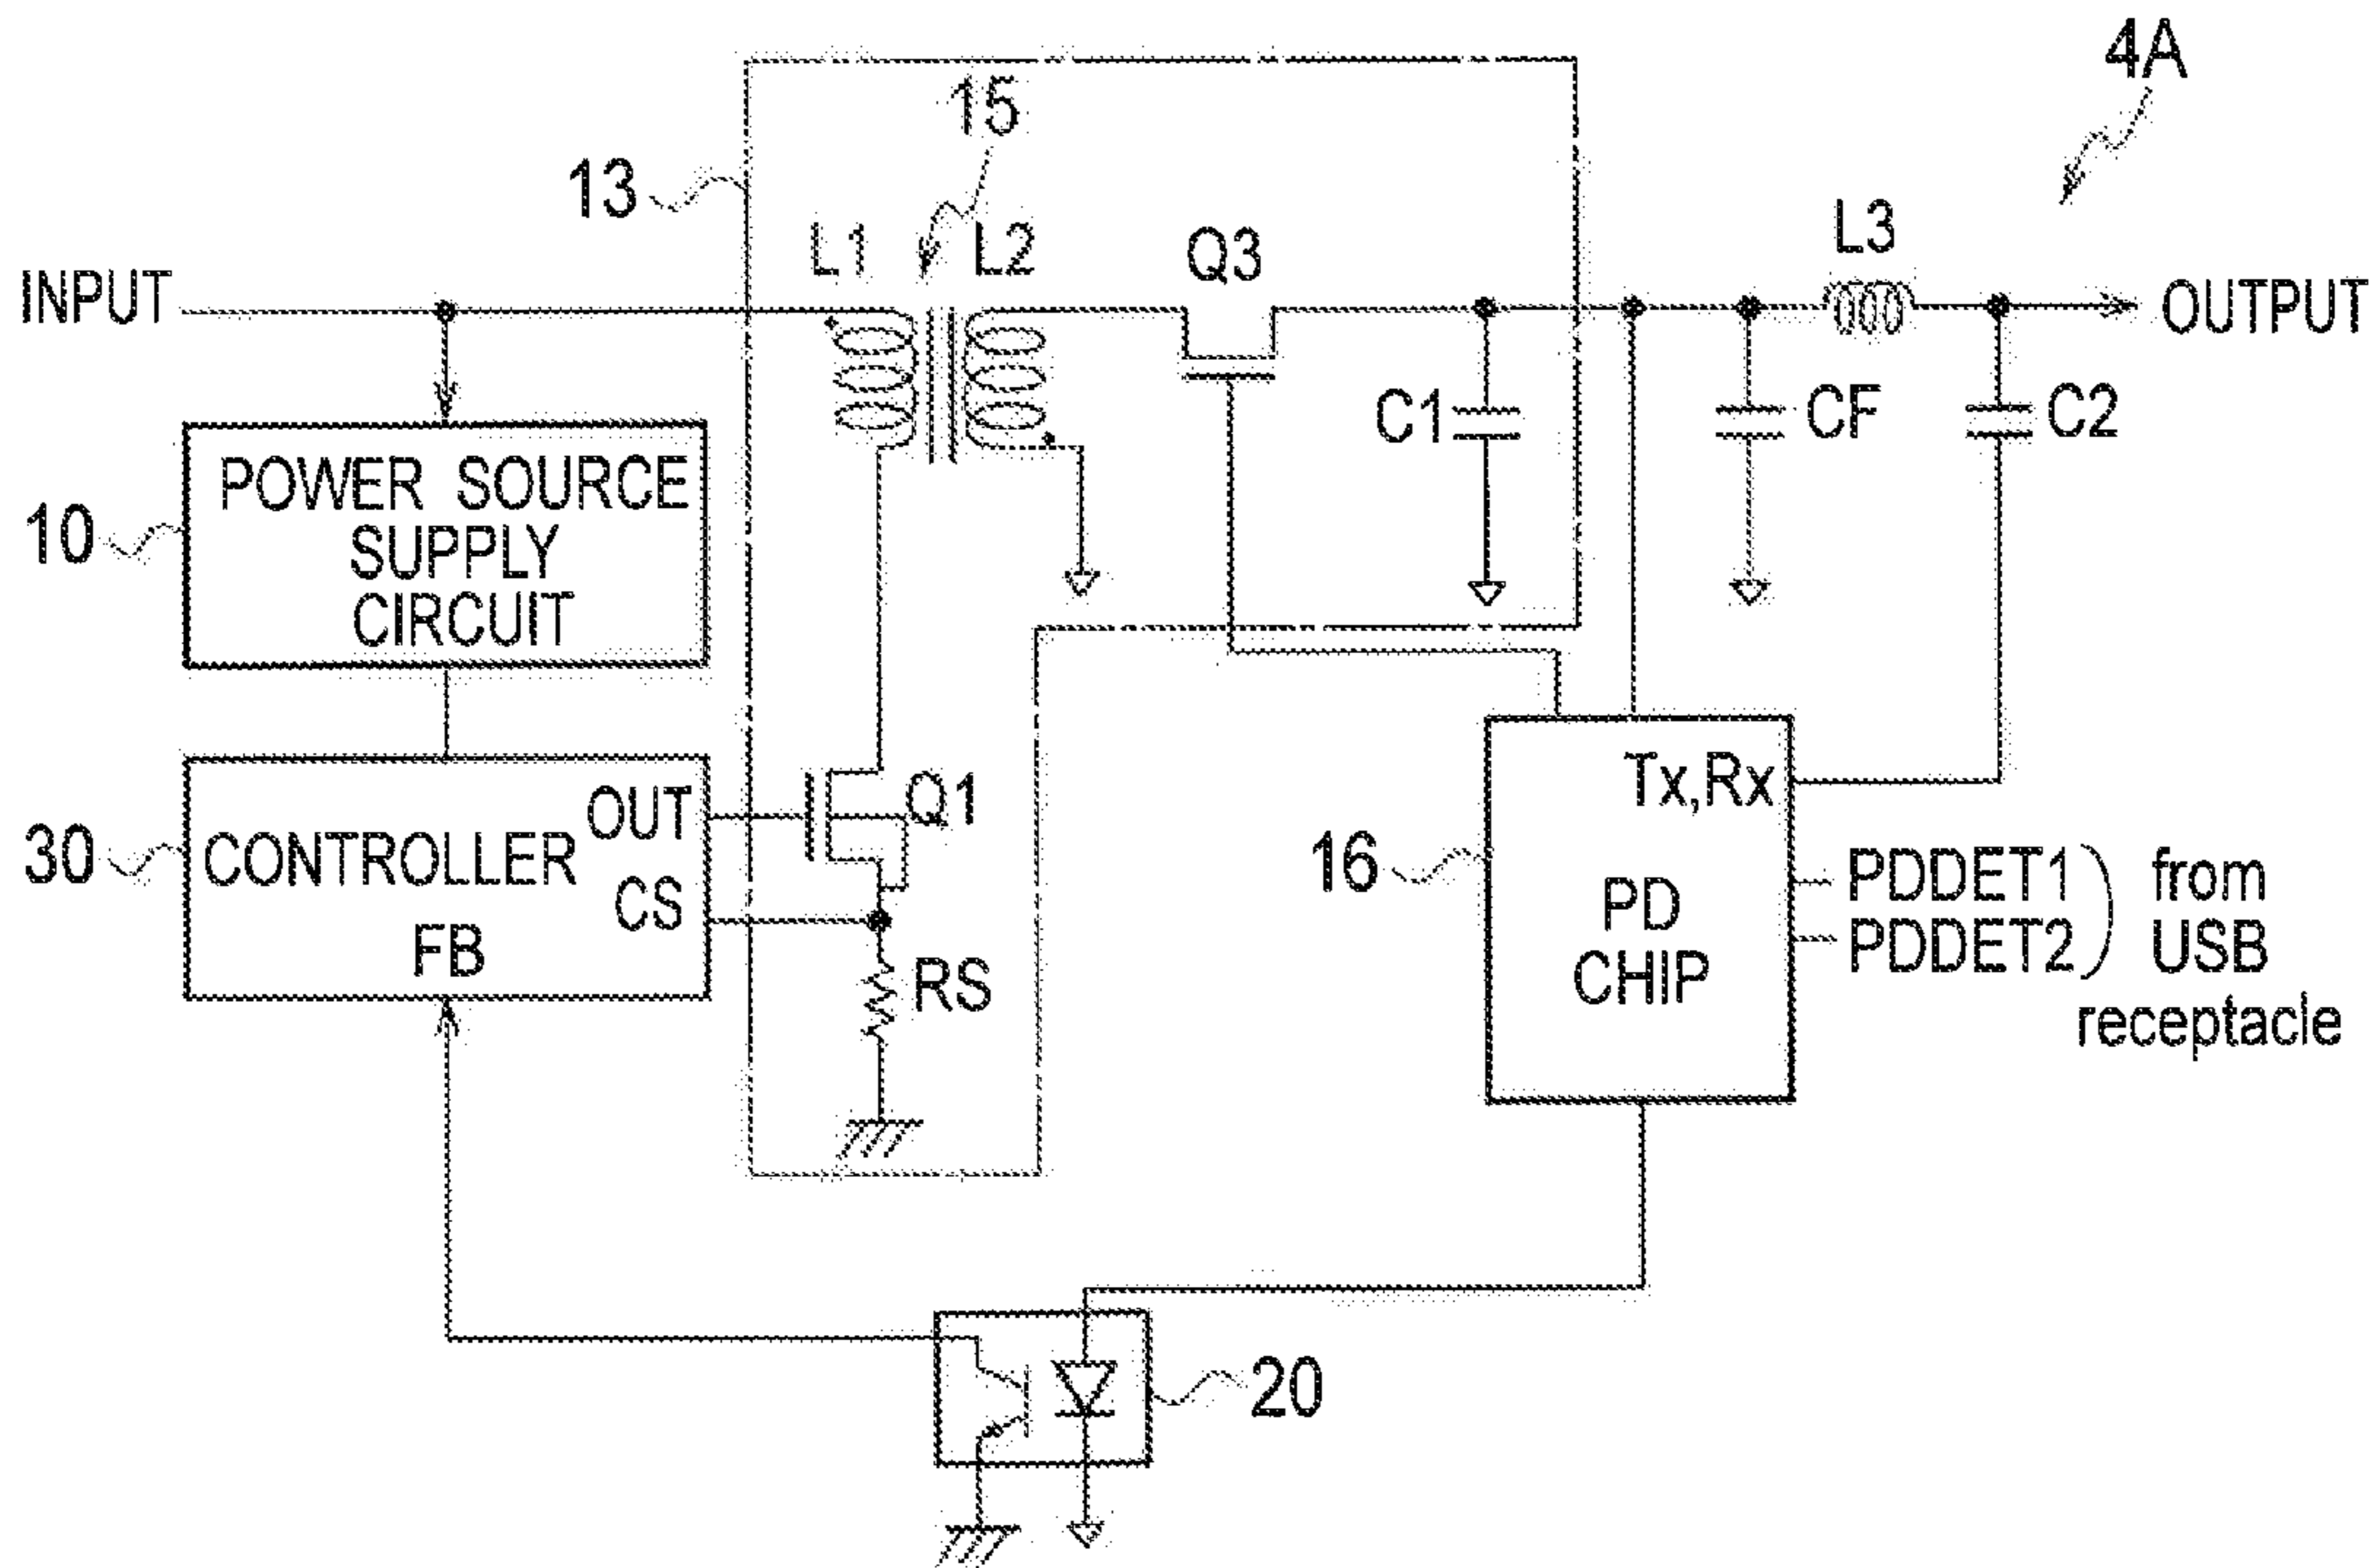 4A
15
13
L1
L2
Q3
L3
INPUT
OUTPUT
C1
CF
C2
10
POWER SOURCE
SUPPLY
CIRCUIT
30
CONTROLLER
OUT
CS
FB
Q1
RS
16
Tx,Rx
PD
CHIP
PDDET1
PDDET2
from
USB
receptacle
20